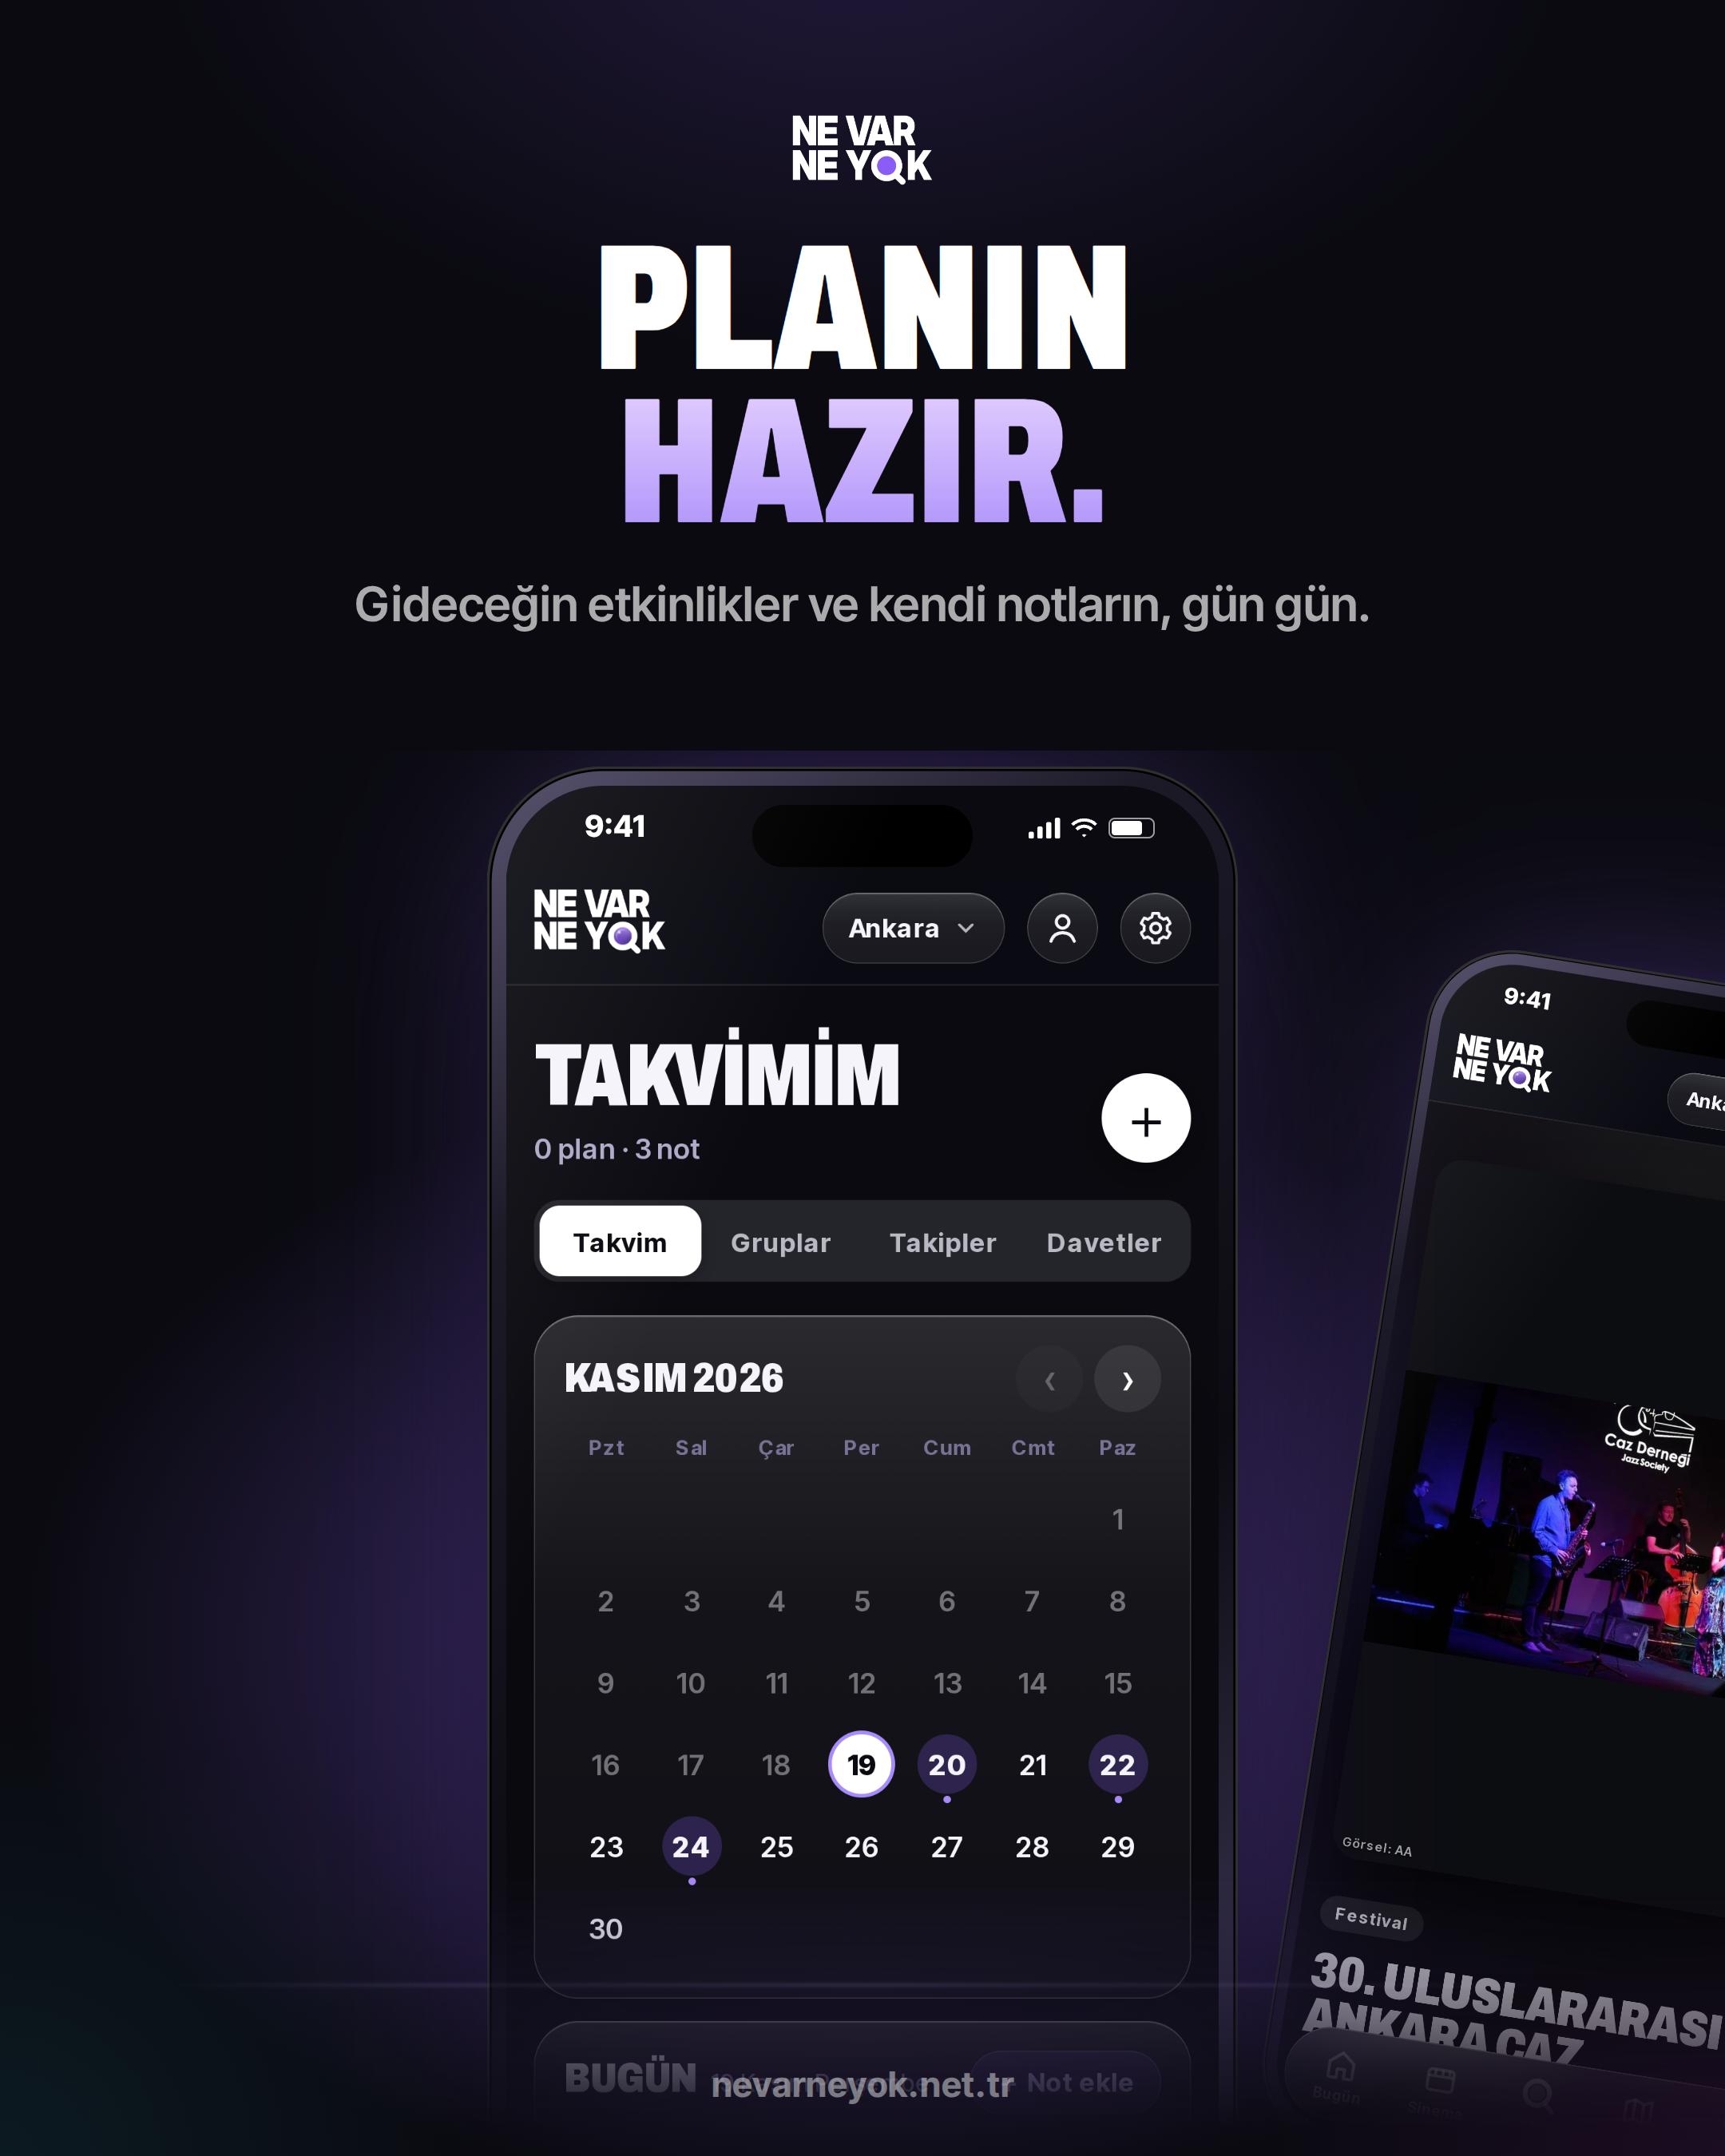 NE VAR
NE YOK
PLANIN
HAZIR.
Gideceğin etkinlikler ve kendi notların, gün gün.
9:41
NE VAR
NE YOK
Ankara
TAKVİMİM
0 plan · 3 not
+
Takvim Gruplar Takipler Davetler
KASIM 2026
‹ ›
Pzt Sal Çar Per Cum Cmt Paz
1
2 3 4 5 6 7 8
9 10 11 12 13 14 15
16 17 18 19 20 21 22
23 24 25 26 27 28 29
30
BUGÜN
Not ekle
nevarneyok.net.tr
9:41
NE VAR
NE YOK
Anka
Caz Derneği
Jazz Society
Görsel: AA
Festival
30. ULUSLARARASI
ANKARA CAZ
Bugün Sinema